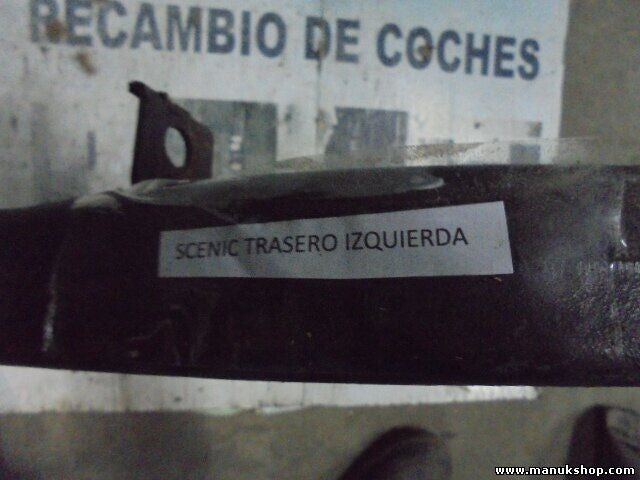 RECAMBIO DE COCHES
SCENIC TRASERO IZQUIERDA
www.manukshop.com